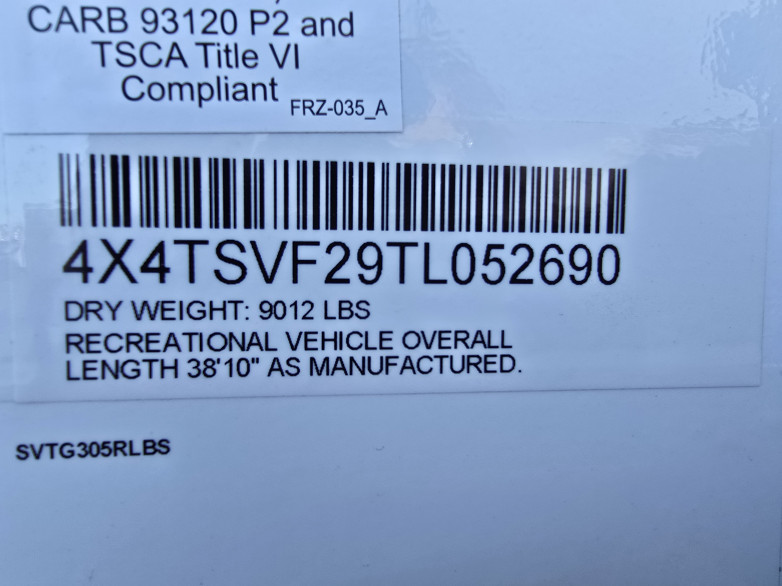 CARB 93120 P2 and
TSCA Title VI
Compliant
FRZ-035_A
4X4TSVF29TL052690
DRY WEIGHT: 9012 LBS
RECREATIONAL VEHICLE OVERALL
LENGTH 38'10" AS MANUFACTURED.
SVTG305RLBS